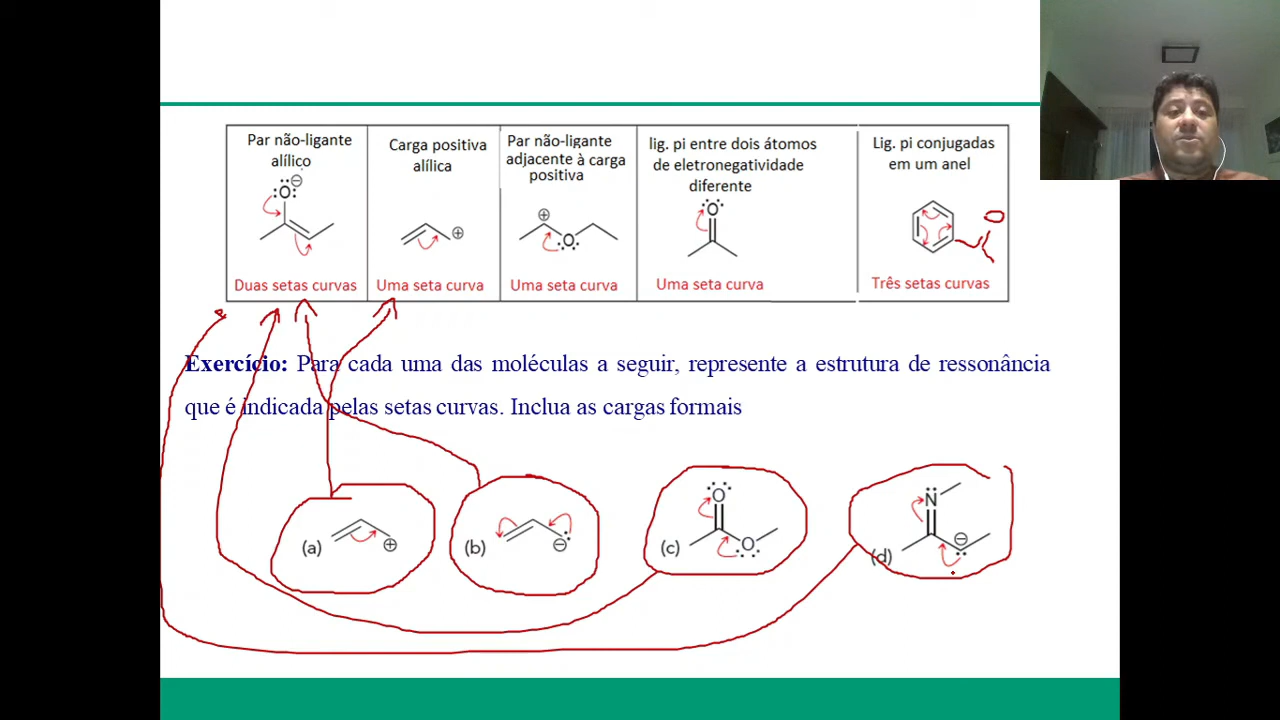 Par não-ligante
alílico
:O:⊖
Duas setas curvas
Carga positiva
alílica
⊕
Uma seta curva
Par não-ligante
adjacente à carga
positiva
⊕
O
Uma seta curva
lig. pi entre dois átomos
de eletronegatividade
diferente
O
Uma seta curva
Lig. pi conjugadas
em um anel
O
Três setas curvas
Exercício: Para cada uma das moléculas a seguir, represente a estrutura de ressonância
que é indicada pelas setas curvas. Inclua as cargas formais
(a) ⊕
(b) ⊖
(c) O O
(d) N ⊖